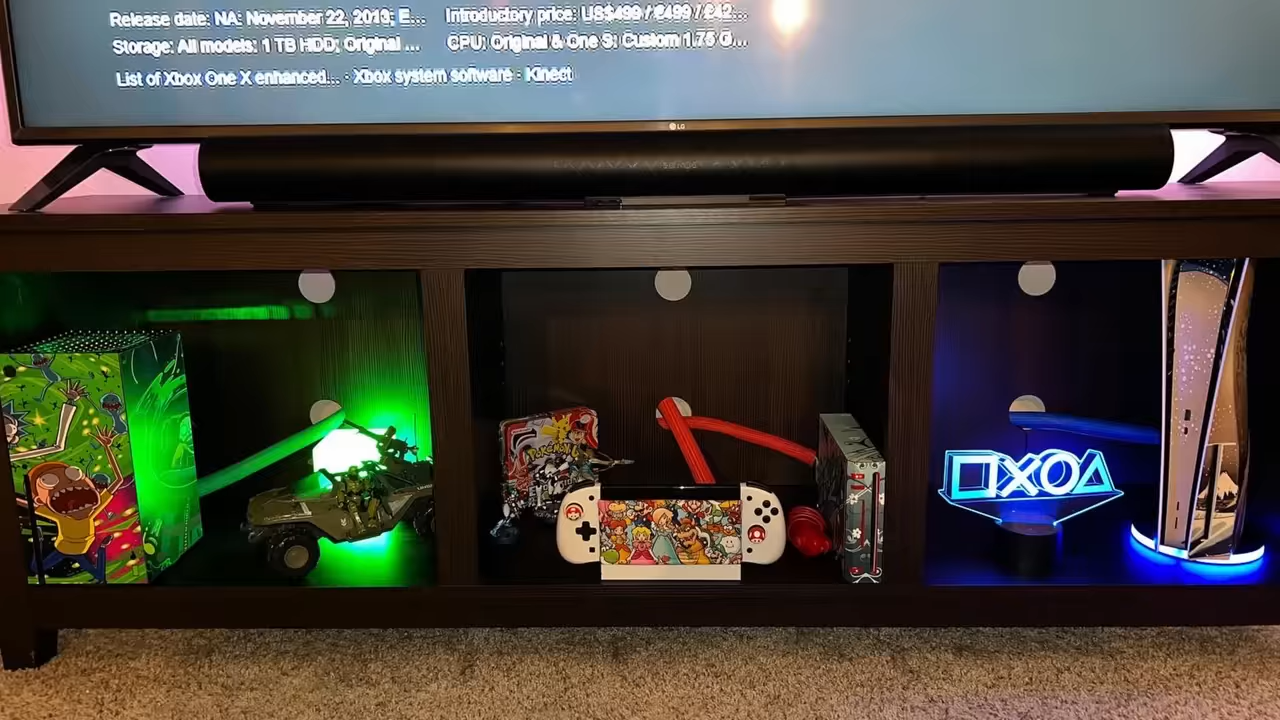 Release date: NA: November 22, 2013; E... Introductory price: US$499 / €499 / £42...
Storage: All models: 1 TB HDD; Original ... CPU: Original & One S: Custom 1.75 G...
List of Xbox One X enhanced... · Xbox system software · Kinect
LG
POKEMON